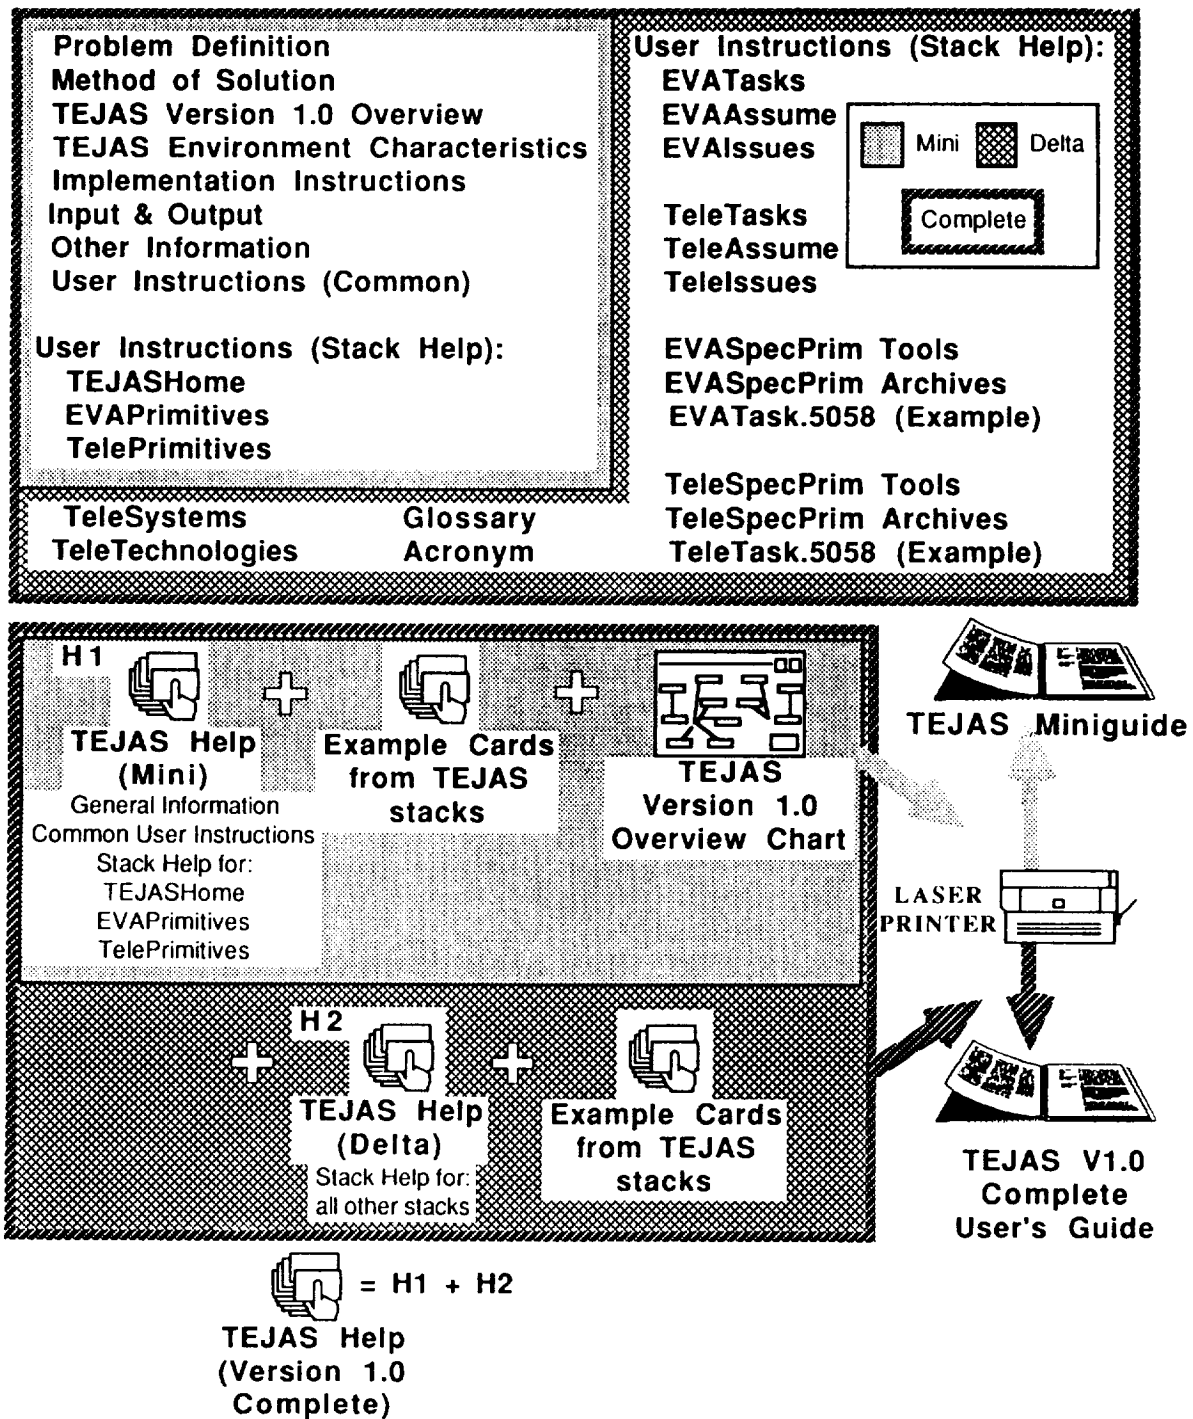 Problem Definition
Method of Solution
TEJAS Version 1.0 Overview
TEJAS Environment Characteristics
Implementation Instructions
Input & Output
Other Information
User Instructions (Common)
User Instructions (Stack Help):
TEJASHome
EVAPrimitives
TelePrimitives
TeleSystems
TeleTechnologies
Glossary
Acronym
User Instructions (Stack Help):
EVATasks
EVAAssume
EVAIssues
TeleTasks
TeleAssume
TeleIssues
EVASpecPrim Tools
EVASpecPrim Archives
EVATask.5058 (Example)
TeleSpecPrim Tools
TeleSpecPrim Archives
TeleTask.5058 (Example)
Mini
Delta
Complete
H1
TEJAS Help
(Mini)
General Information
Common User Instructions
Stack Help for:
TEJASHome
EVAPrimitives
TelePrimitives
Example Cards
from TEJAS
stacks
TEJAS
Version 1.0
Overview Chart
TEJAS Miniguide
LASER
PRINTER
H2
TEJAS Help
(Delta)
Stack Help for:
all other stacks
Example Cards
from TEJAS
stacks
TEJAS V1.0
Complete
User's Guide
= H1 + H2
TEJAS Help
(Version 1.0
Complete)